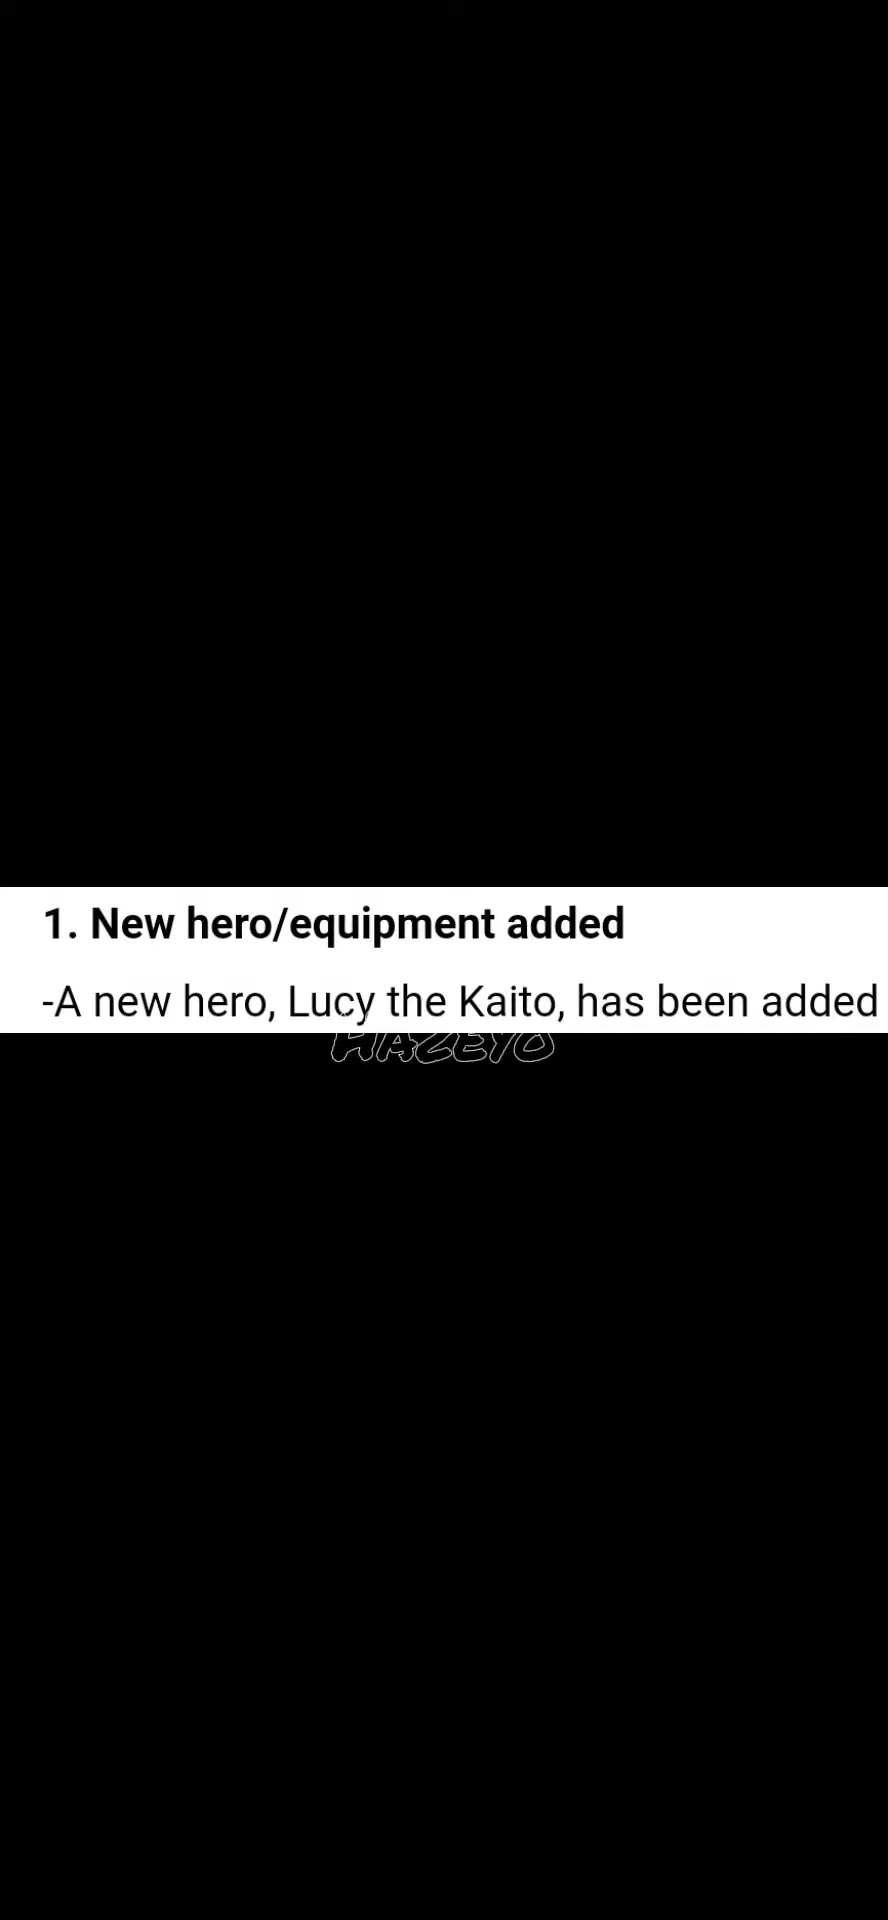 1. New hero/equipment added
-A new hero, Lucy the Kaito, has been added
HAZEYO